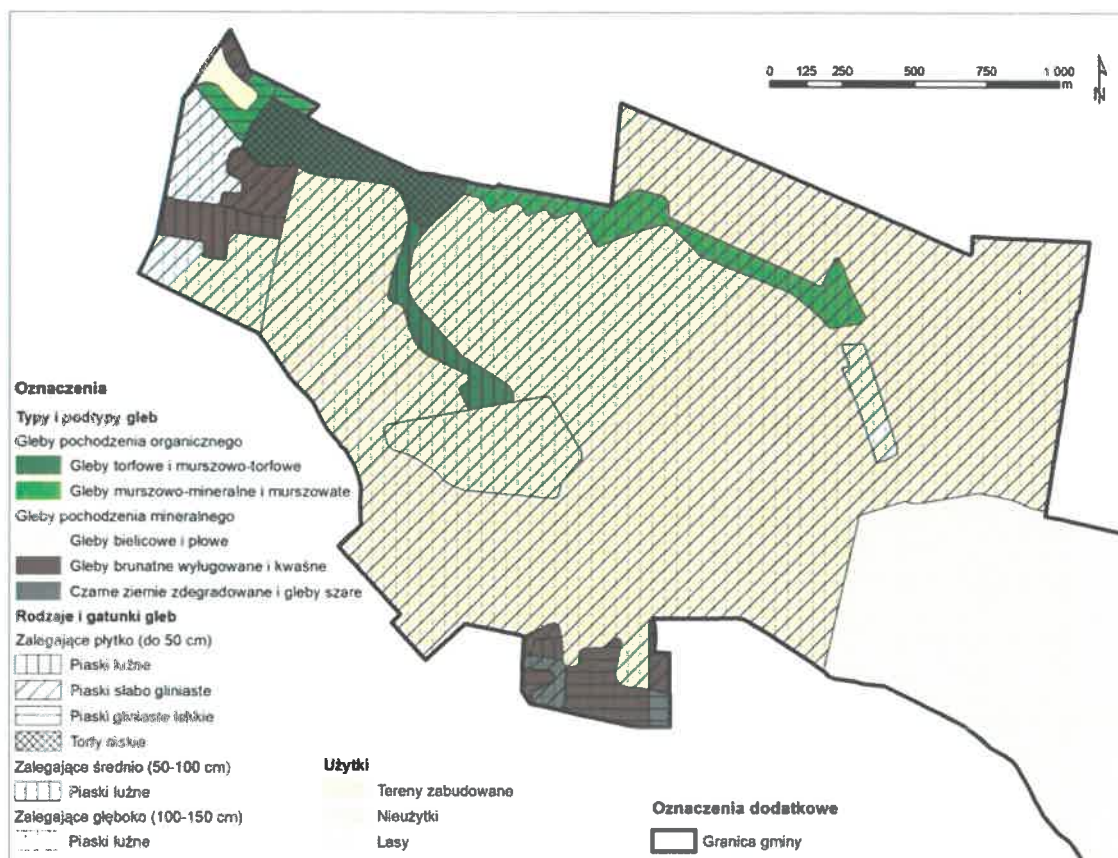 0 125 250 500 750 1 000
m
N
Oznaczenia
Typy i podtypy gleb
Gleby pochodzenia organicznego
Gleby torfowe i murszowo-torfowe
Gleby murszowo-mineralne i murszowate
Gleby pochodzenia mineralnego
Gleby bielicowe i płowe
Gleby brunatne wyługowane i kwaśne
Czarne ziemie zdegradowane i gleby szare
Rodzaje i gatunki gleb
Zalegające płytko (do 50 cm)
Piaski luźne
Piaski słabo gliniaste
Piaski gliniaste lekkie
Torfy niskie
Zalegające średnio (50-100 cm)
Piaski luźne
Zalegające głęboko (100-150 cm)
Piaski luźne
Użytki
Tereny zabudowane
Nieużytki
Lasy
Oznaczenia dodatkowe
Granica gminy